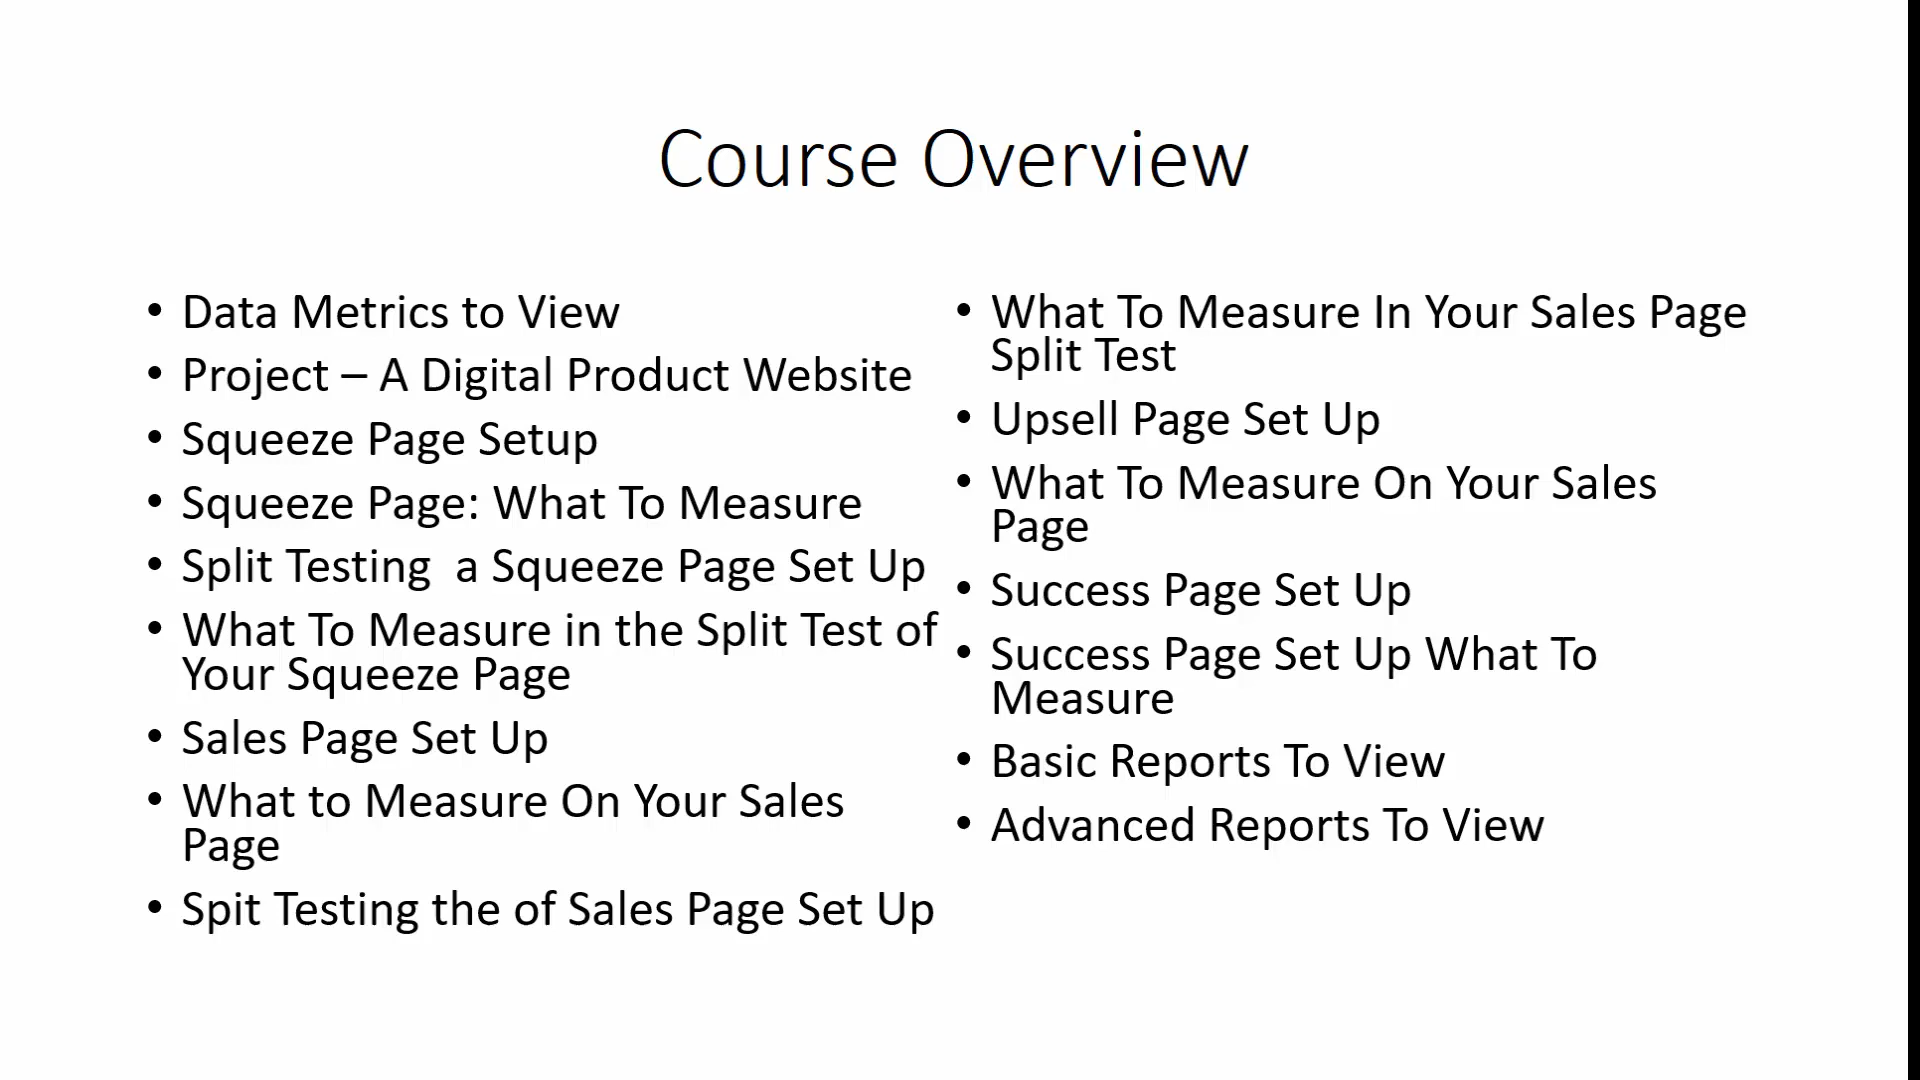 Course Overview
• Data Metrics to View
• Project – A Digital Product Website
• Squeeze Page Setup
• Squeeze Page: What To Measure
• Split Testing  a Squeeze Page Set Up
• What To Measure in the Split Test of
Your Squeeze Page
• Sales Page Set Up
• What to Measure On Your Sales
Page
• Spit Testing the of Sales Page Set Up
• What To Measure In Your Sales Page
Split Test
• Upsell Page Set Up
• What To Measure On Your Sales
Page
• Success Page Set Up
• Success Page Set Up What To
Measure
• Basic Reports To View
• Advanced Reports To View